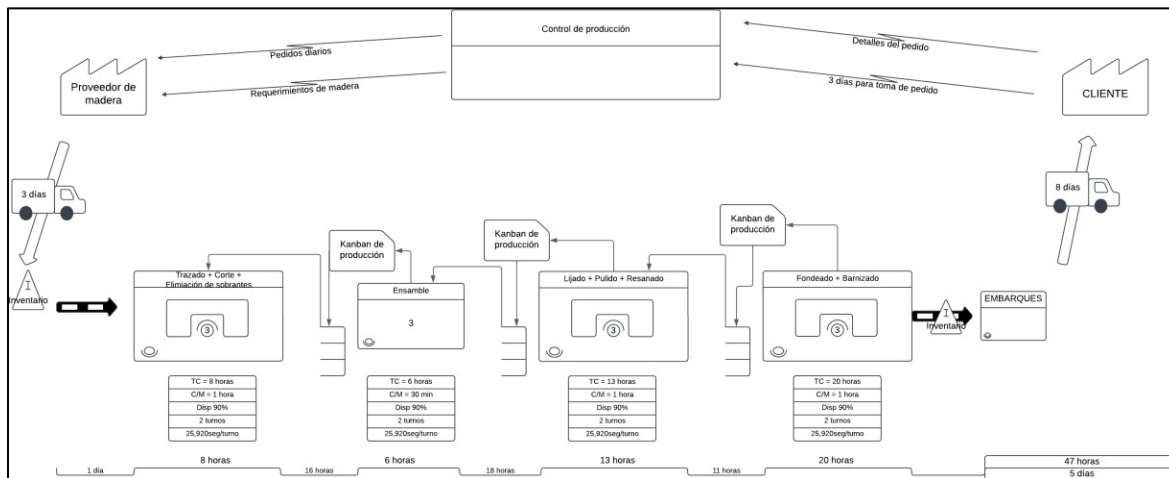 Control de producción
Pedidos diarios
Requerimientos de madera
Detalles del pedido
3 días para toma de pedido
Proveedor de
madera
CLIENTE
3 días
8 días
Kanban de
producción
Kanban de
producción
Kanban de
producción
I
Inventario
Trazado + Corte +
Elimiación de sobrantes
3
Ensamble
3
Lijado + Pulido + Resanado
3
Fondeado + Barnizado
3
I
Inventario
EMBARQUES
TC = 8 horas
C/M = 1 hora
Disp 90%
2 turnos
25,920seg/turno
TC = 6 horas
C/M = 30 min
Disp 90%
2 turnos
25,920seg/turno
TC = 13 horas
C/M = 1 hora
Disp 90%
2 turnos
25,920seg/turno
TC = 20 horas
C/M = 1 hora
Disp 90%
2 turnos
25,920seg/turno
1 día
8 horas
16 horas
6 horas
18 horas
13 horas
11 horas
20 horas
47 horas
5 días